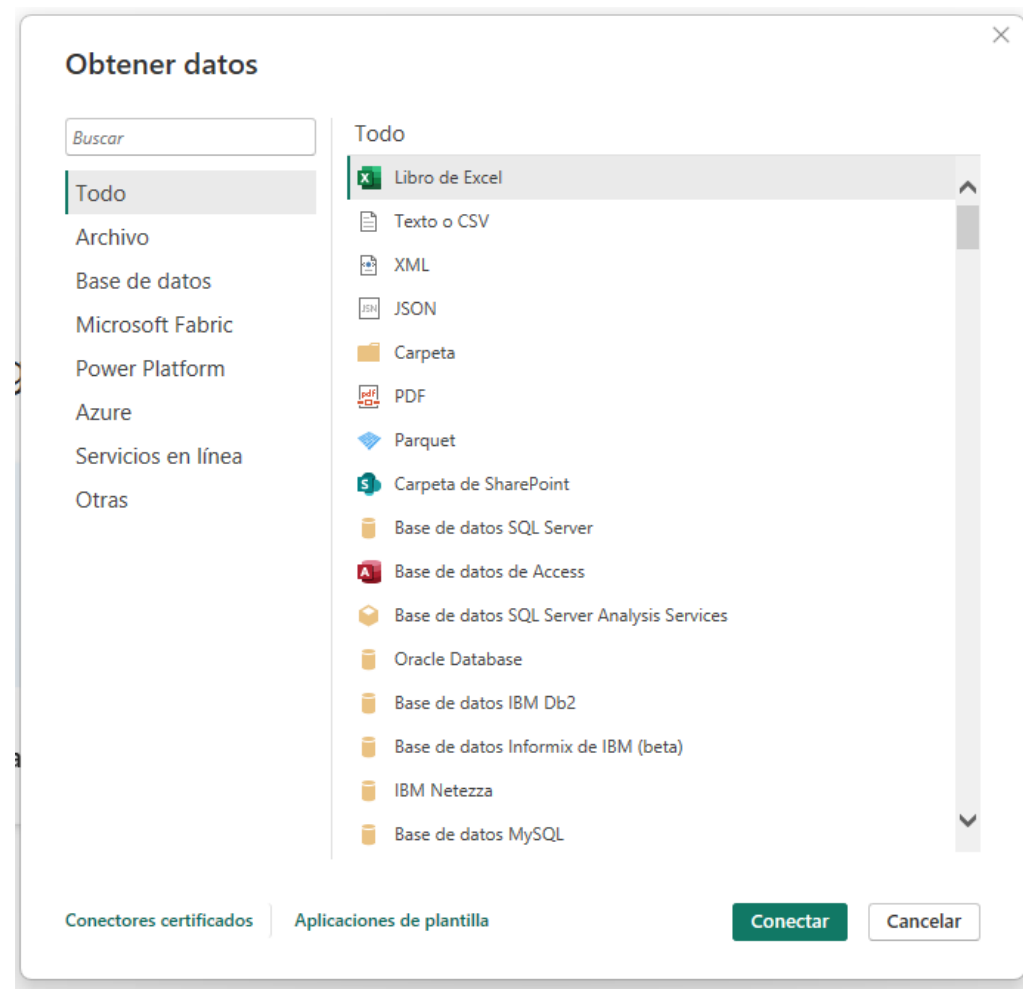 Obtener datos
Buscar
Todo
Archivo
Base de datos
Microsoft Fabric
Power Platform
Azure
Servicios en línea
Otras
Todo
Libro de Excel
Texto o CSV
XML
JSON
Carpeta
PDF
Parquet
Carpeta de SharePoint
Base de datos SQL Server
Base de datos de Access
Base de datos SQL Server Analysis Services
Oracle Database
Base de datos IBM Db2
Base de datos Informix de IBM (beta)
IBM Netezza
Base de datos MySQL
Conectores certificados
Aplicaciones de plantilla
Conectar
Cancelar